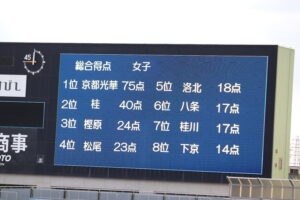 45
総合得点 女子
1位 京都光華 75点 5位 洛北 18点
2位 桂 40点 6位 八条 17点
3位 樫原 24点 7位 桂川 17点
4位 松尾 23点 8位 下京 14点
商事